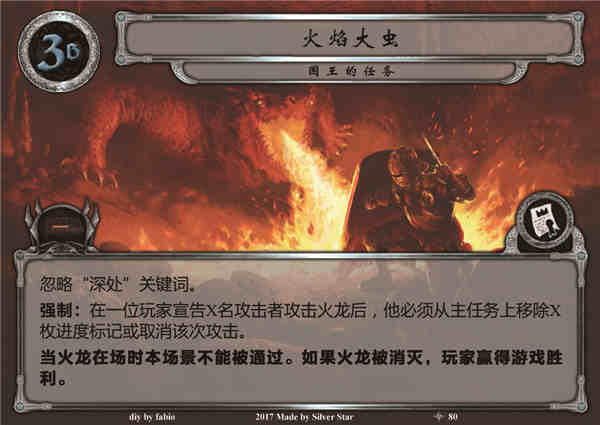 3B
火焰大虫
国王的任务
忽略“深处”关键词。
强制：在一位玩家宣告X名攻击者攻击火龙后，他必须从主任务上移除X
枚进度标记或取消该次攻击。
当火龙在场时本场景不能被通过。如果火龙被消灭，玩家赢得游戏胜
利。
diy by fabio 2017 Made by Silver Star 80